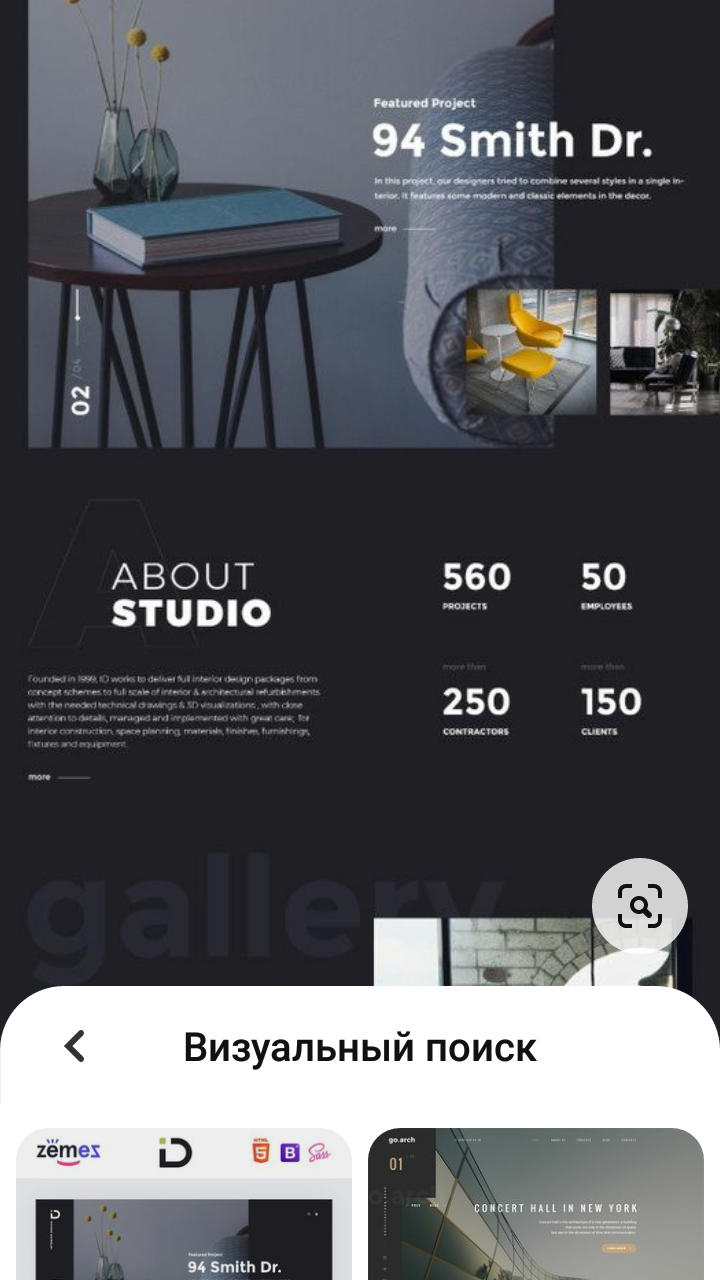 Featured Project
94 Smith Dr.
In this project, our designers tried to combine several styles in a single in-
terior. It features some modern and classic elements in the decor.
more
02 /04
ABOUT
STUDIO
560
PROJECTS
50
EMPLOYEES
more than
250
CONTRACTORS
more than
150
CLIENTS
Founded in 1999, ID works to deliver full interior design packages from
concept schemes to full scale of interior & architectural refurbishments
with the needed technical drawings & 3D visualizations , with close
attention to details, managed and implemented with great care; for
interior construction, space planning, materials, finishes, furnishings,
fixtures and equipment.
more
gallery
Визуальный поиск
zemez
iD
HTML
5
B
Sass
Featured Project
94 Smith Dr.
go.arch
01
CONCERT HALL IN NEW YORK